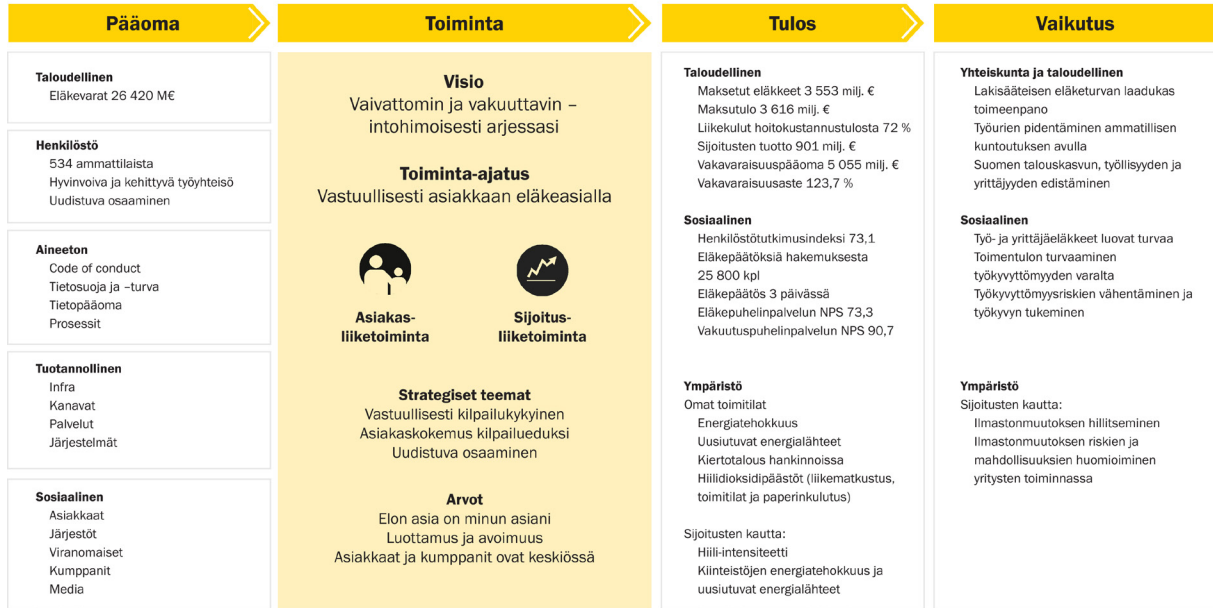 Pääoma
Taloudellinen
Eläkevarat 26 420 M€
Henkilöstö
534 ammattilaista
Hyvinvoiva ja kehittyvä työyhteisö
Uudistuva osaaminen
Aineeton
Code of conduct
Tietosuoja ja –turva
Tietopääoma
Prosessit
Tuotannollinen
Infra
Kanavat
Palvelut
Järjestelmät
Sosiaalinen
Asiakkaat
Järjestöt
Viranomaiset
Kumppanit
Media
Toiminta
Visio
Vaivattomin ja vakuuttavin –
intohimoisesti arjessasi
Toiminta-ajatus
Vastuullisesti asiakkaan eläkeasialla
Asiakas-
liiketoiminta
Sijoitus-
liiketoiminta
Strategiset teemat
Vastuullisesti kilpailukykyinen
Asiakaskokemus kilpailueduksi
Uudistuva osaaminen
Arvot
Elon asia on minun asiani
Luottamus ja avoimuus
Asiakkaat ja kumppanit ovat keskiössä
Tulos
Taloudellinen
Maksetut eläkkeet 3 553 milj. €
Maksutulo 3 616 milj. €
Liikekulut hoitokustannustulosta 72 %
Sijoitusten tuotto 901 milj. €
Vakavaraisuuspääoma 5 055 milj. €
Vakavaraisuusaste 123,7 %
Sosiaalinen
Henkilöstötutkimusindeksi 73,1
Eläkepäätöksiä hakemuksesta
25 800 kpl
Eläkepäätös 3 päivässä
Eläkepuhelinpalvelun NPS 73,3
Vakuutuspuhelinpalvelun NPS 90,7
Ympäristö
Omat toimitilat
Energiatehokkuus
Uusiutuvat energialähteet
Kiertotalous hankinnoissa
Hiilidioksidipäästöt (liikematkustus,
toimitilat ja paperinkulutus)
Sijoitusten kautta:
Hiili-intensiteetti
Kiinteistöjen energiatehokkuus ja
uusiutuvat energialähteet
Vaikutus
Yhteiskunta ja taloudellinen
Lakisääteisen eläketurvan laadukas
toimeenpano
Työurien pidentäminen ammatillisen
kuntoutuksen avulla
Suomen talouskasvun, työllisyyden ja
yrittäjyyden edistäminen
Sosiaalinen
Työ- ja yrittäjäeläkkeet luovat turvaa
Toimentulon turvaaminen
työkyvyttömyyden varalta
Työkyvyttömyysriskien vähentäminen ja
työkyvyn tukeminen
Ympäristö
Sijoitusten kautta:
Ilmastonmuutoksen hillitseminen
Ilmastonmuutoksen riskien ja
mahdollisuuksien huomioiminen
yritysten toiminnassa